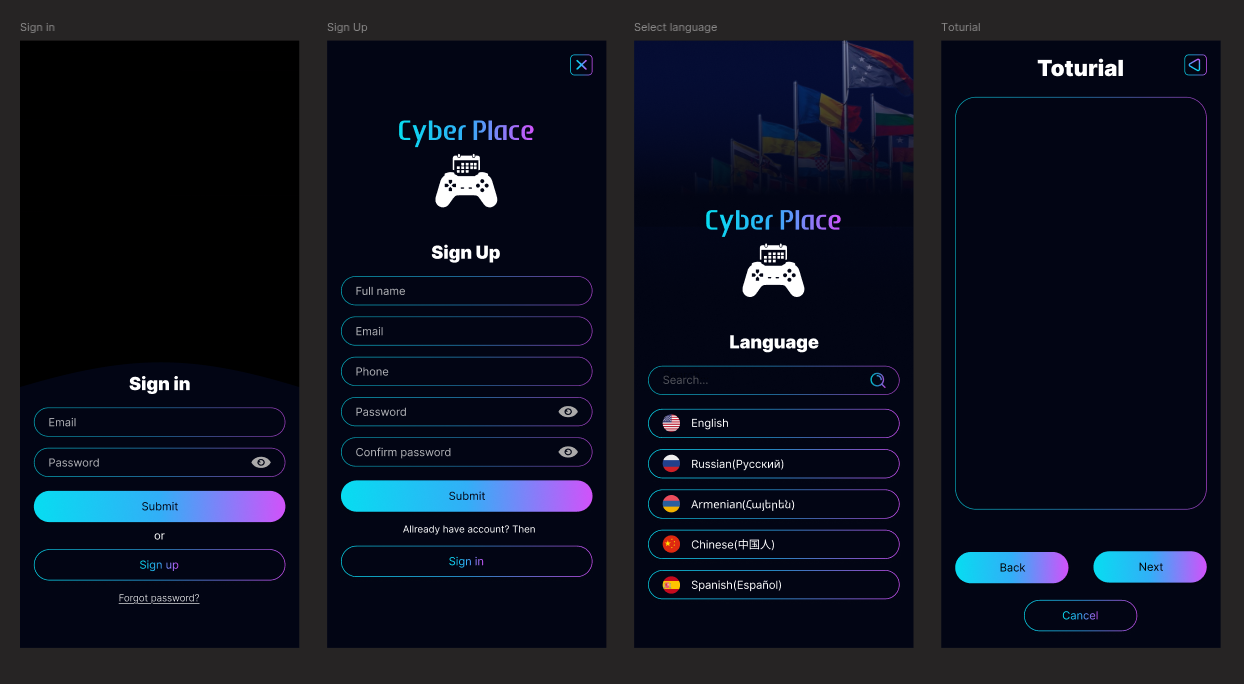 Sign in
Sign in
Email
Password
Submit
or
Sign up
Forgot password?
Sign Up
Cyber Place
Sign Up
Full name
Email
Phone
Password
Confirm password
Submit
Allready have account? Then
Sign in
Select language
Cyber Place
Language
Search...
English
Russian(Русский)
Armenian(Հայերեն)
Chinese(中国人)
Spanish(Español)
Toturial
Toturial
Back
Next
Cancel